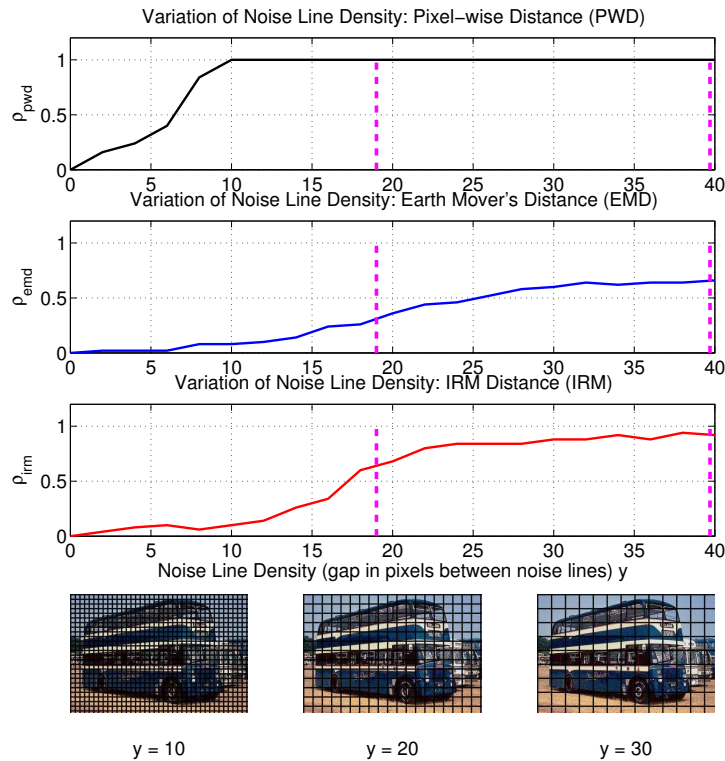 Variation of Noise Line Density: Pixel-wise Distance (PWD)
1
0.5
0
ρpwd
0 5 10 15 20 25 30 35 40
Variation of Noise Line Density: Earth Mover's Distance (EMD)
1
0.5
0
ρemd
0 5 10 15 20 25 30 35 40
Variation of Noise Line Density: IRM Distance (IRM)
1
0.5
0
ρirm
0 5 10 15 20 25 30 35 40
Noise Line Density (gap in pixels between noise lines) y
y = 10 y = 20 y = 30